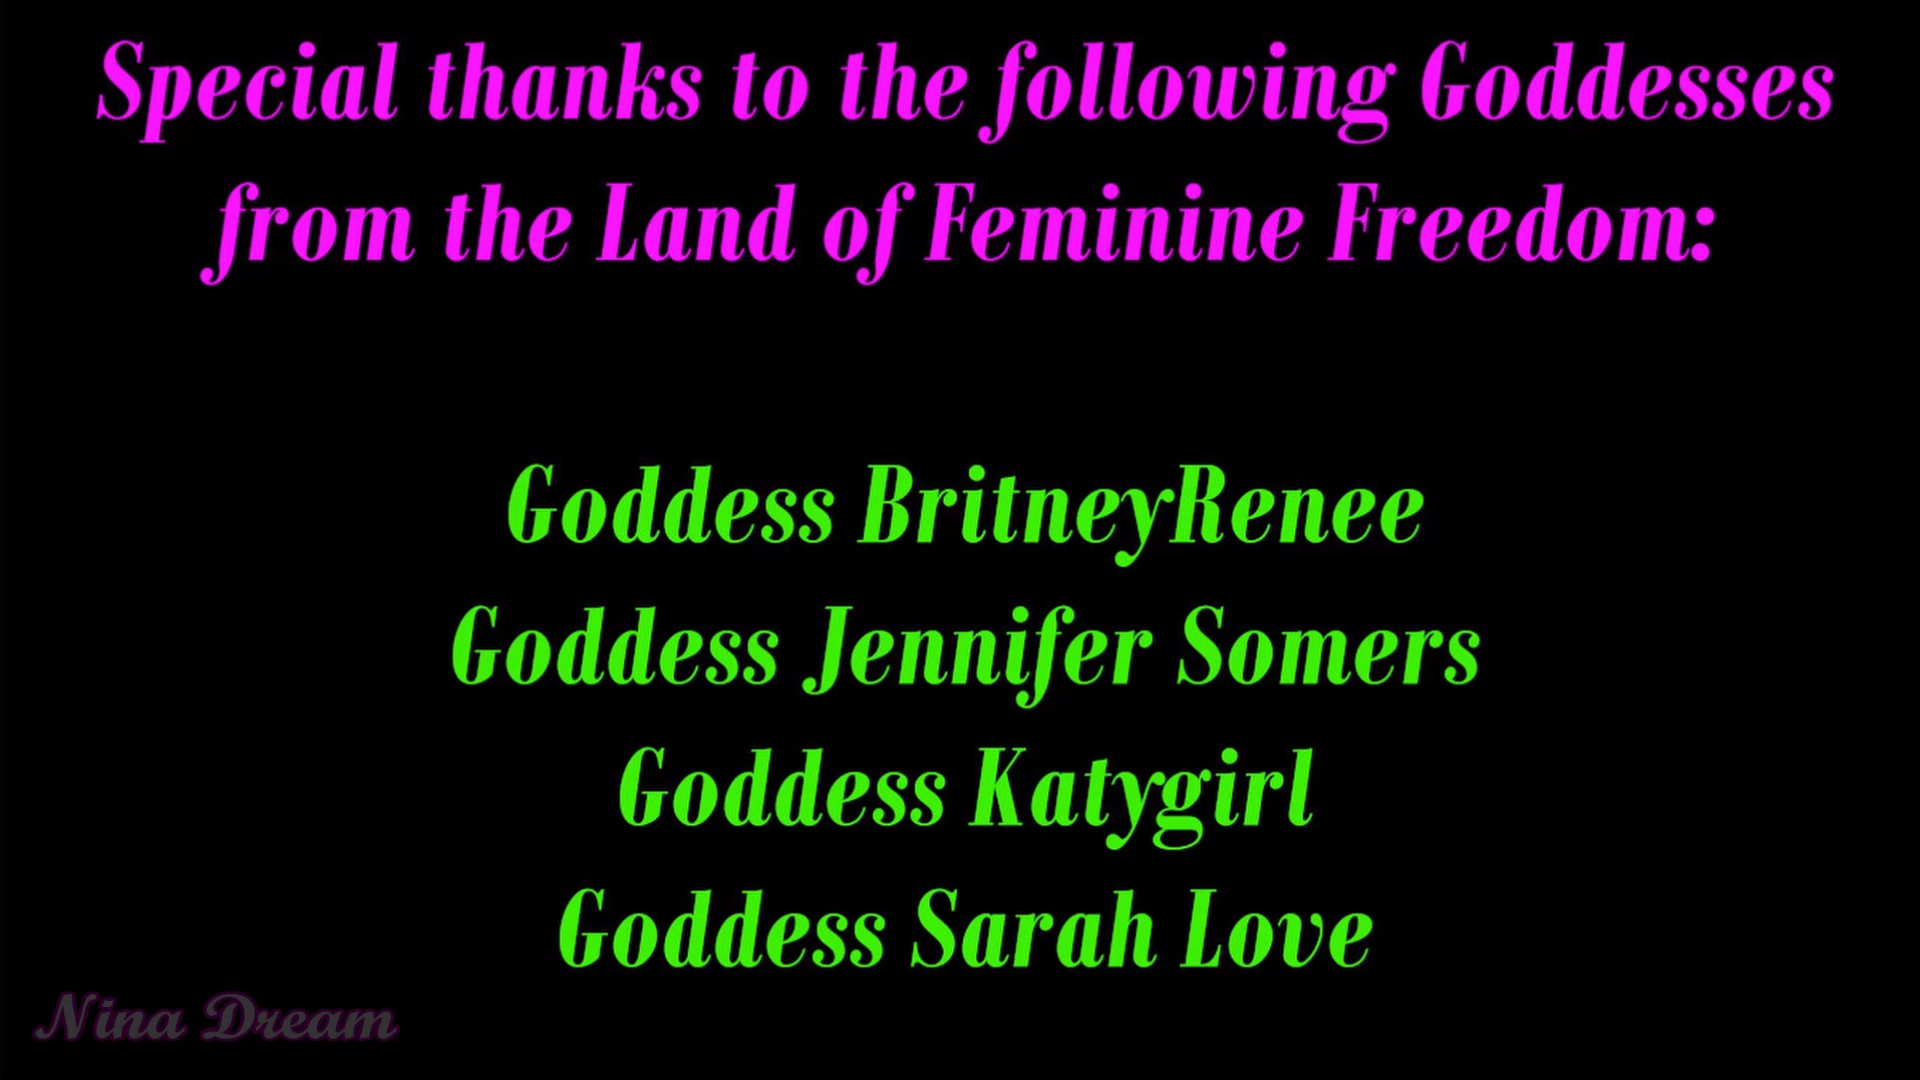 Special thanks to the following Goddesses
from the Land of Feminine Freedom:
Goddess BritneyRenee
Goddess Jennifer Somers
Goddess Katygirl
Goddess Sarah Love
Nina Dream